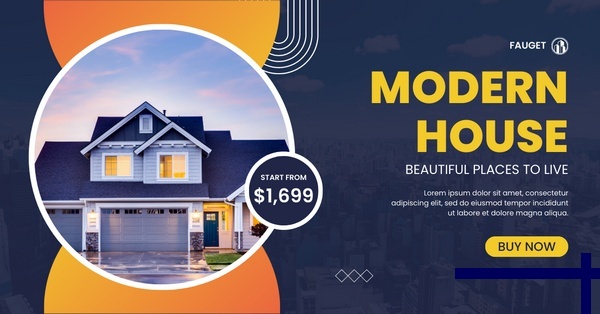 FAUGET
MODERN
HOUSE
BEAUTIFUL PLACES TO LIVE
Lorem ipsum dolor sit amet, consectetur
adipiscing elit, sed do eiusmod tempor incididunt
ut labore et dolore magna aliqua.
BUY NOW
START FROM
$1,699